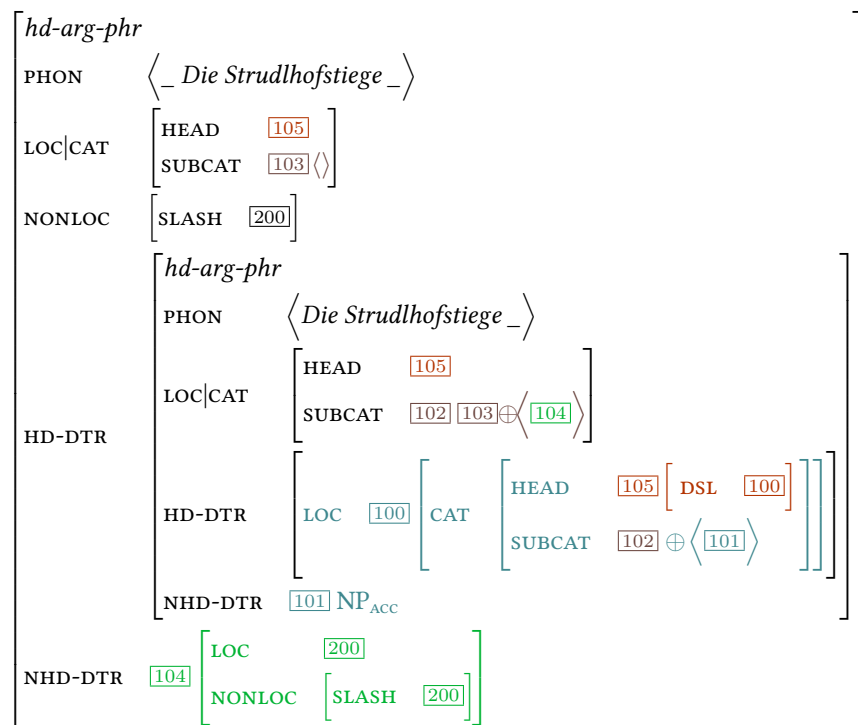 hd-arg-phr
PHON ⟨_ Die Strudlhofstiege _⟩
LOC|CAT [HEAD 105
SUBCAT 103⟨⟩]
NONLOC [SLASH 200]
hd-arg-phr
PHON ⟨Die Strudlhofstiege _⟩
LOC|CAT [HEAD 105
SUBCAT 102 103⊕⟨104⟩]
HD-DTR
HD-DTR [LOC 100 [CAT [HEAD 105 [DSL 100]
SUBCAT 102 ⊕ ⟨101⟩]]]
NHD-DTR 101 NP_ACC
NHD-DTR 104 [LOC 200
NONLOC [SLASH 200]]